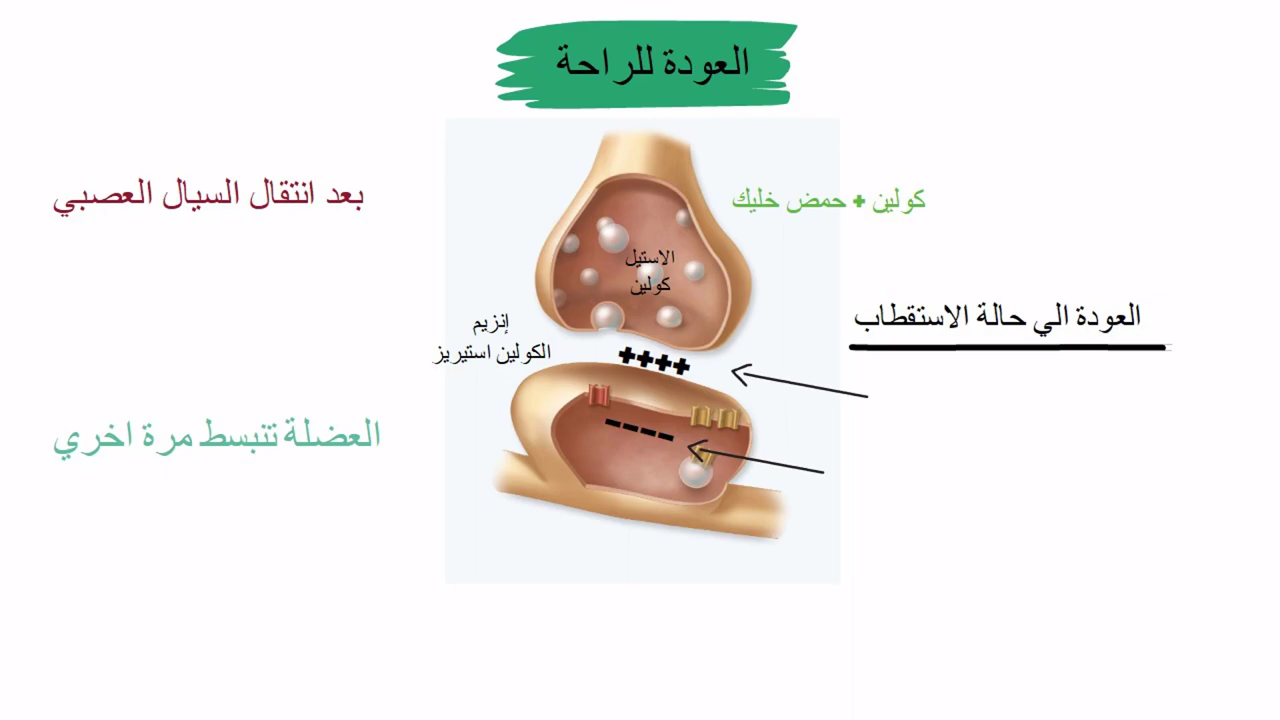 العودة للراحة
بعد انتقال السيال العصبي
كولين + حمض خليك
الاستيل
كولين
العودة الي حالة الاستقطاب
إنزيم
الكولين استيريز
++++
----
العضلة تنبسط مرة اخري